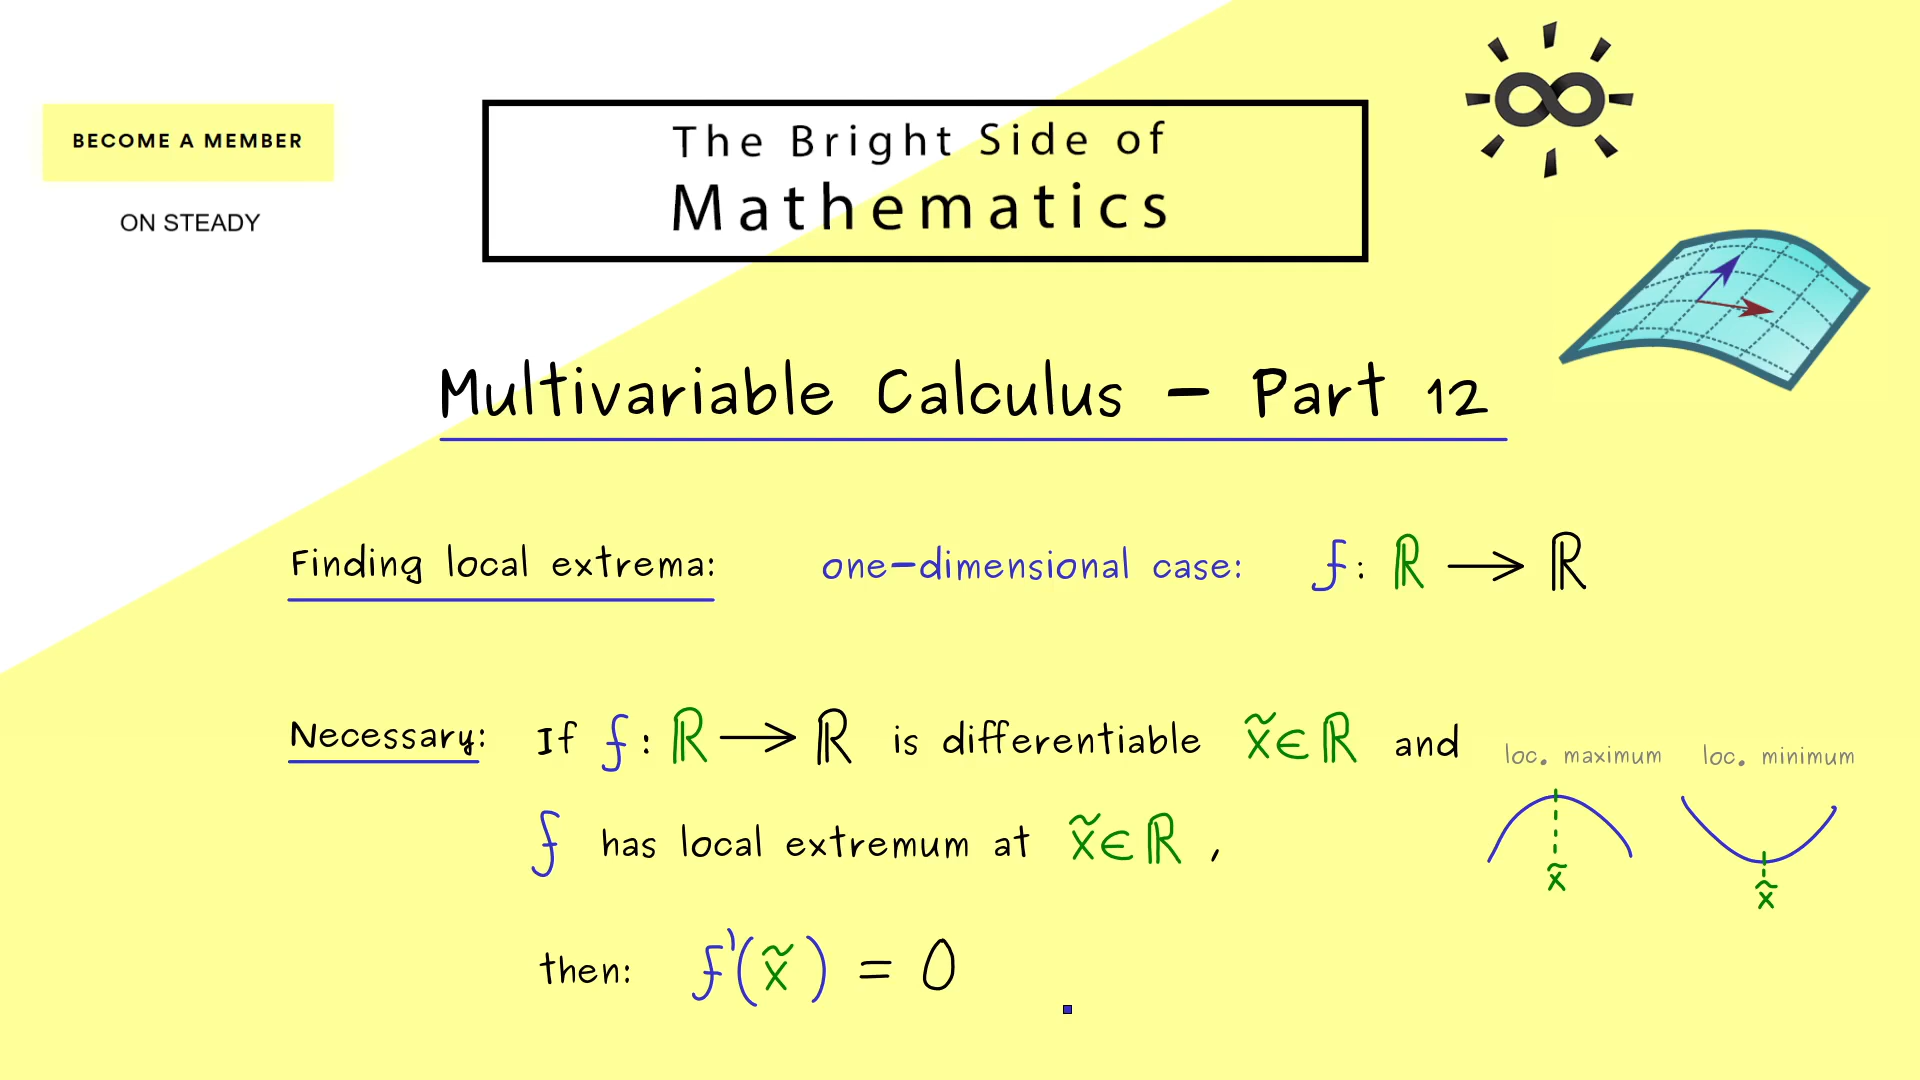 BECOME A MEMBER
ON STEADY
The Bright Side of
Mathematics
Multivariable Calculus - Part 12
Finding local extrema: one-dimensional case: f: ℝ ⟶ ℝ
Necessary: If f: ℝ ⟶ ℝ is differentiable x̃ ∈ ℝ and
loc. maximum loc. minimum
f has local extremum at x̃ ∈ ℝ ,
x̃ x̃
then: f'(x̃) = 0